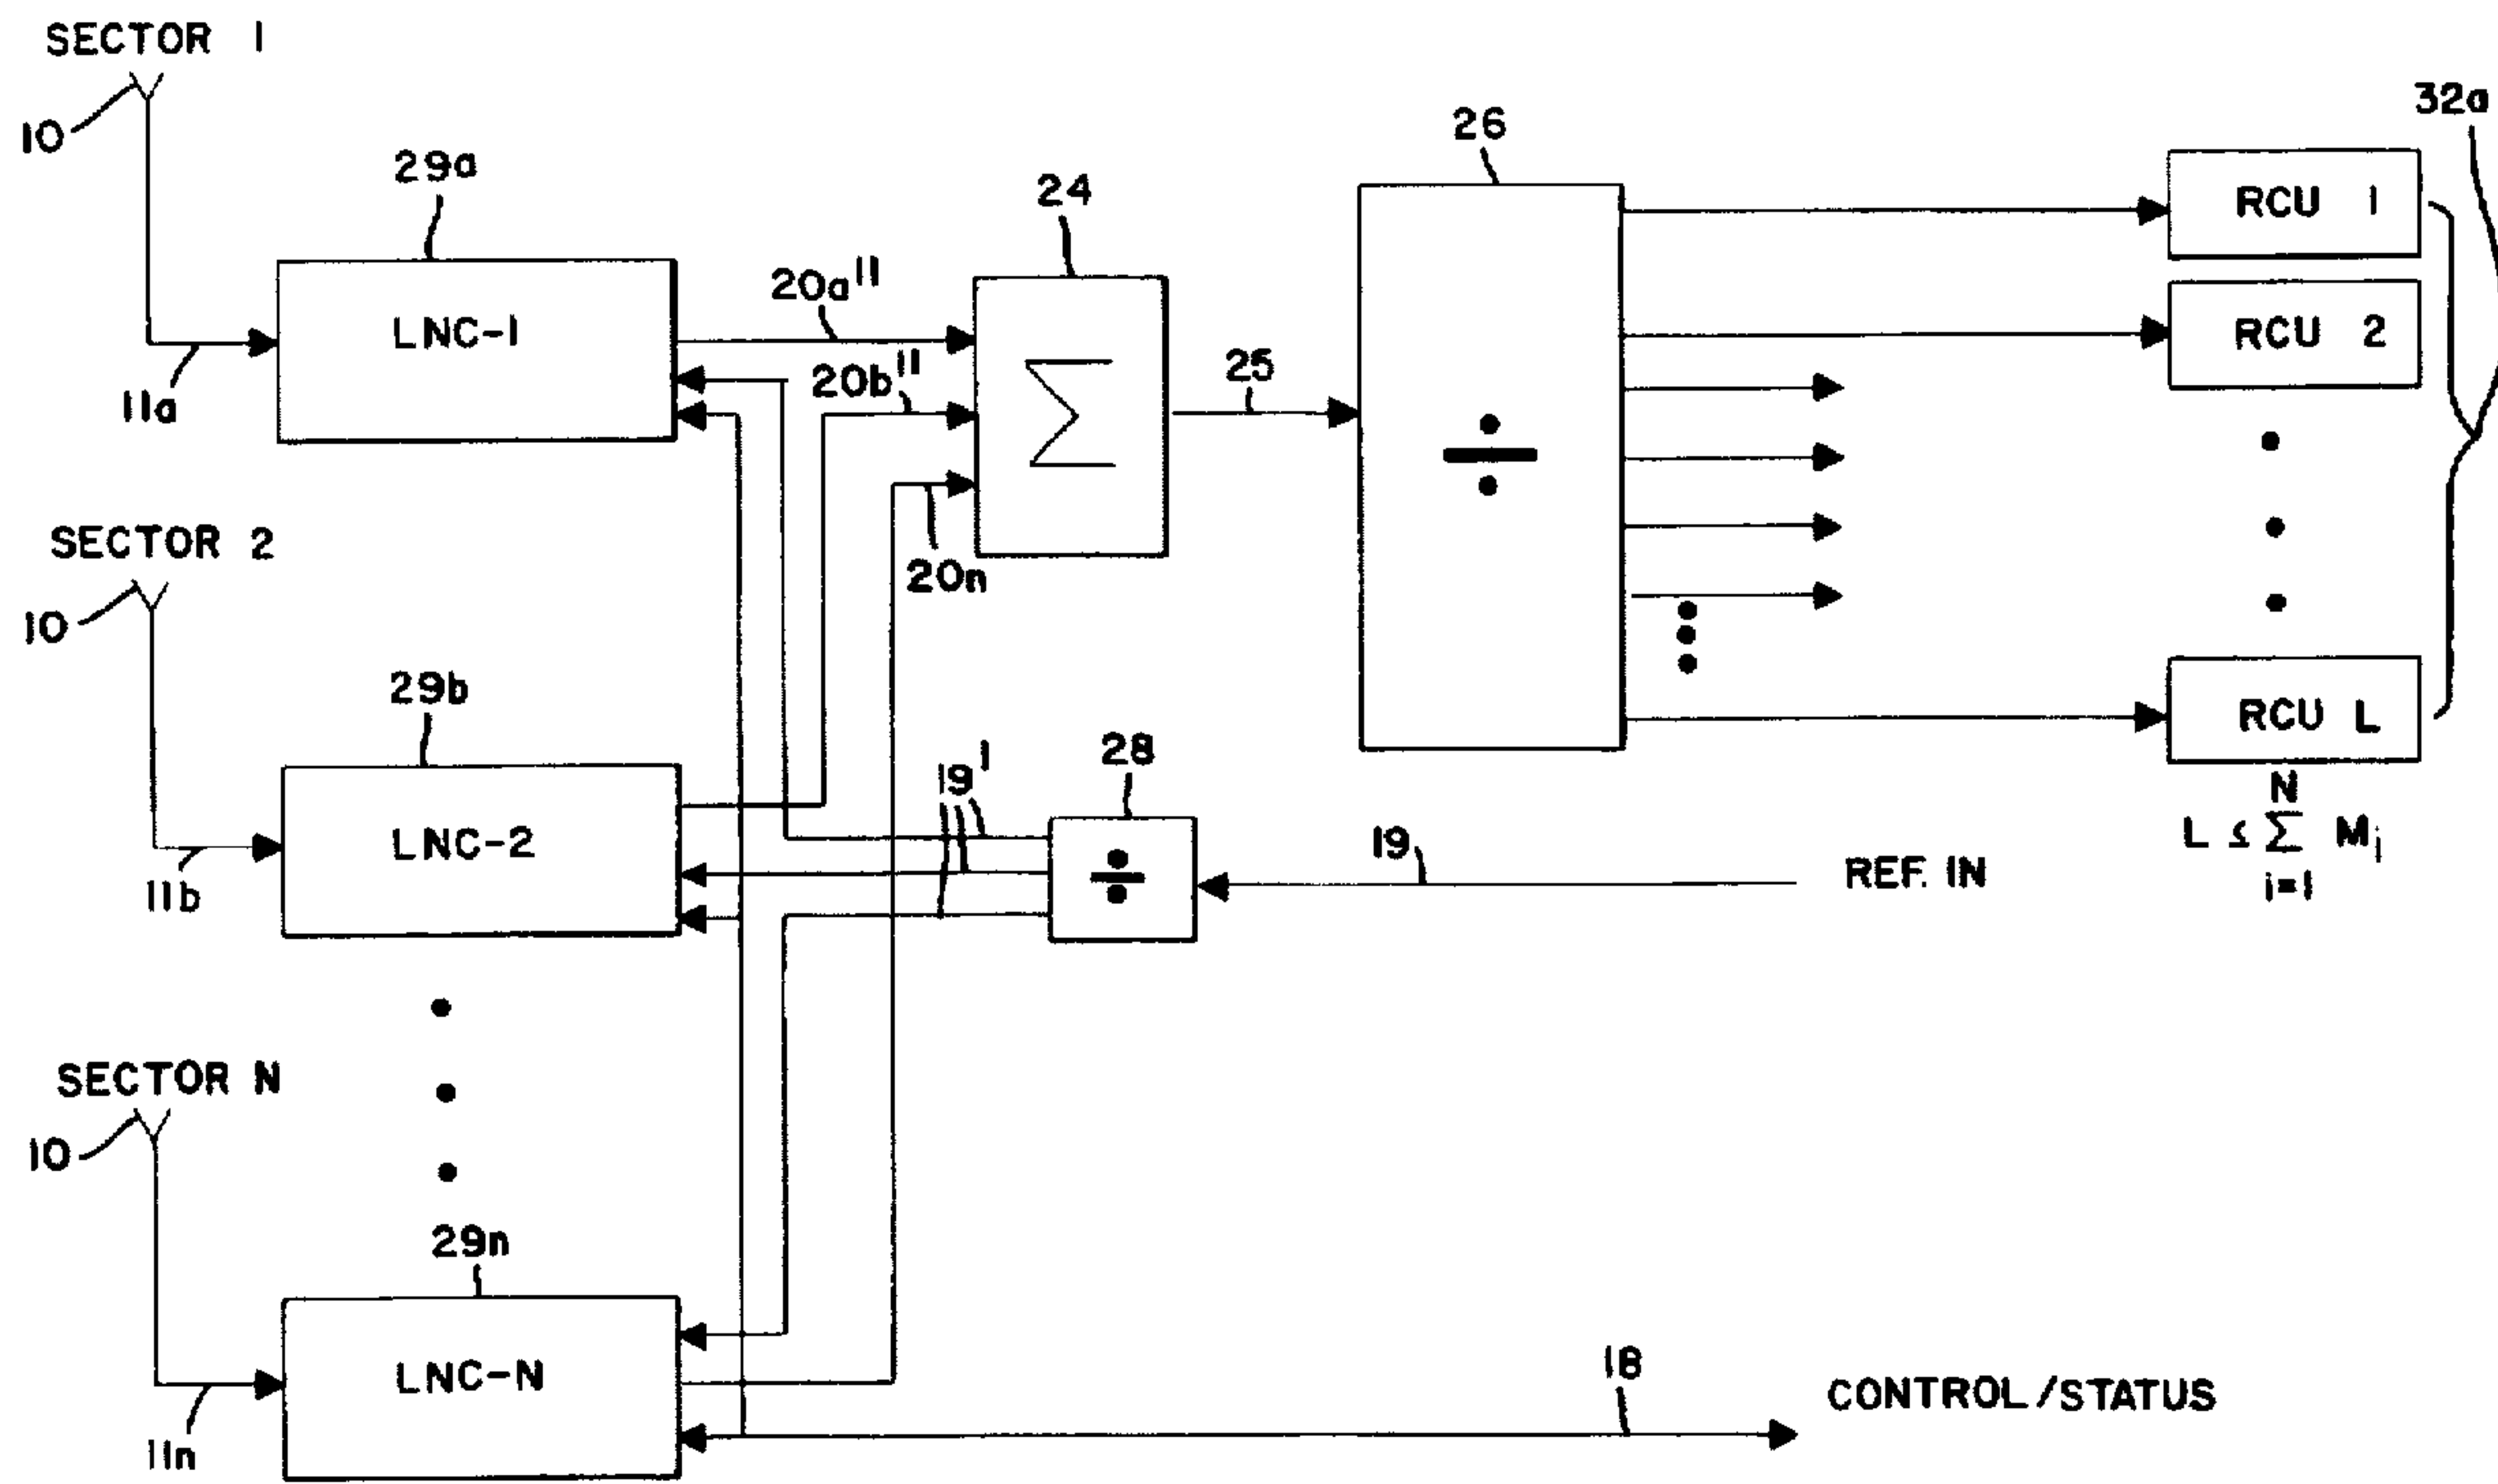 SECTOR 1
10
11a
29a
LNC-1
20a"
20b"
20n
24
Σ
25
26
÷
32a
RCU 1
RCU 2
RCU L
L ≤ Σ Mi
N
i=1
SECTOR 2
10
11b
29b
LNC-2
19'
28
÷
19
REF. IN
SECTOR N
10
11n
29n
LNC-N
18
CONTROL/STATUS